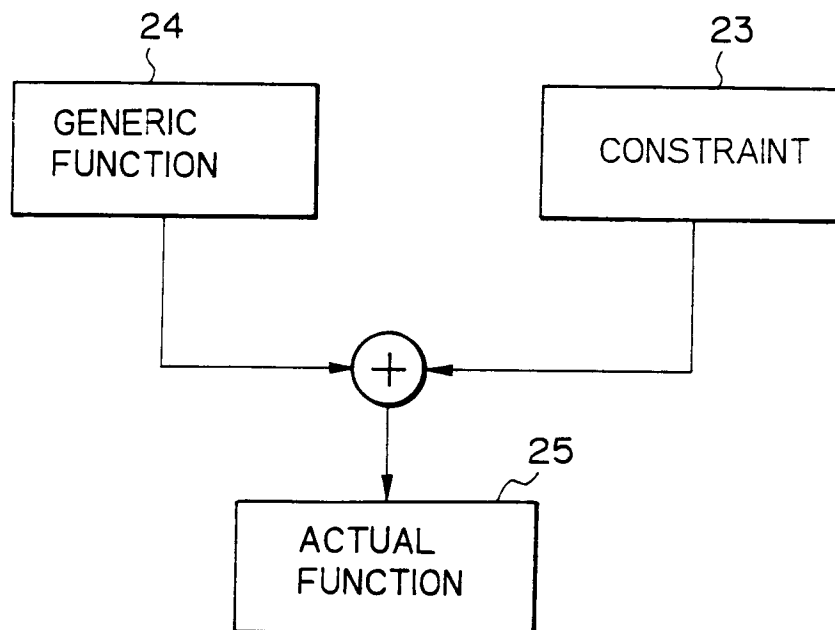 24
23
GENERIC
FUNCTION
CONSTRAINT
+
25
ACTUAL
FUNCTION